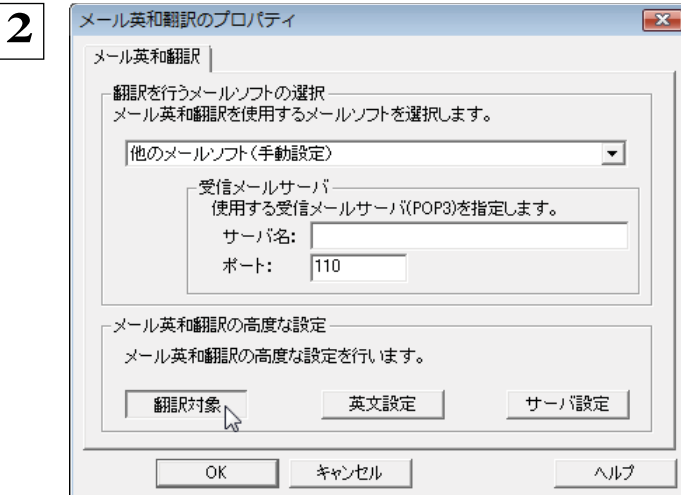 2
メール英和翻訳のプロパティ
メール英和翻訳
翻訳を行うメールソフトの選択
メール英和翻訳を使用するメールソフトを選択します。
他のメールソフト(手動設定)
受信メールサーバ
使用する受信メールサーバ(POP3)を指定します。
サーバ名:
ポート: 110
メール英和翻訳の高度な設定
メール英和翻訳の高度な設定を行います。
翻訳対象 英文設定 サーバ設定
OK キャンセル ヘルプ